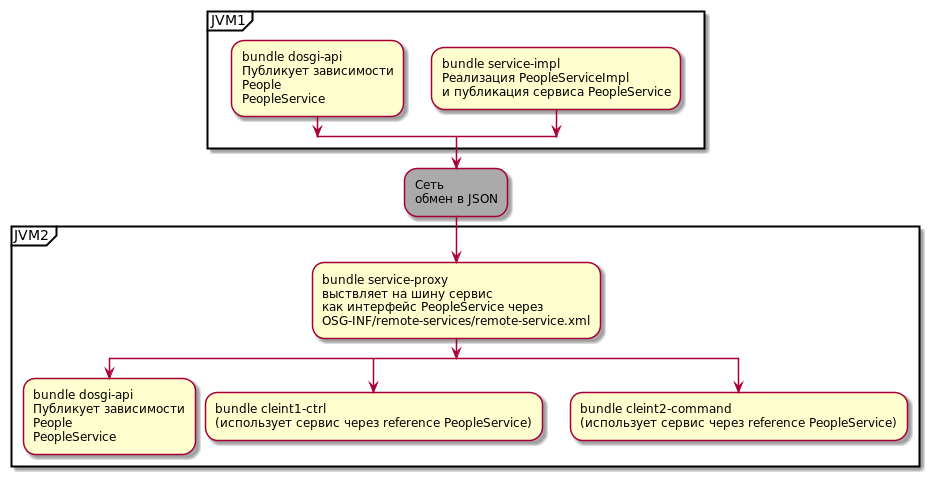 JVM1
bundle dosgi-api
Публикует зависимости
People
PeopleService
bundle service-impl
Реализация PeopleServiceImpl
и публикация сервиса PeopleService
Сеть
обмен в JSON
JVM2
bundle service-proxy
выствляет на шину сервис
как интерфейс PeopleService через
OSG-INF/remote-services/remote-service.xml
bundle dosgi-api
Публикует зависимости
People
PeopleService
bundle cleint1-ctrl
(использует сервис через reference PeopleService)
bundle cleint2-command
(использует сервис через reference PeopleService)